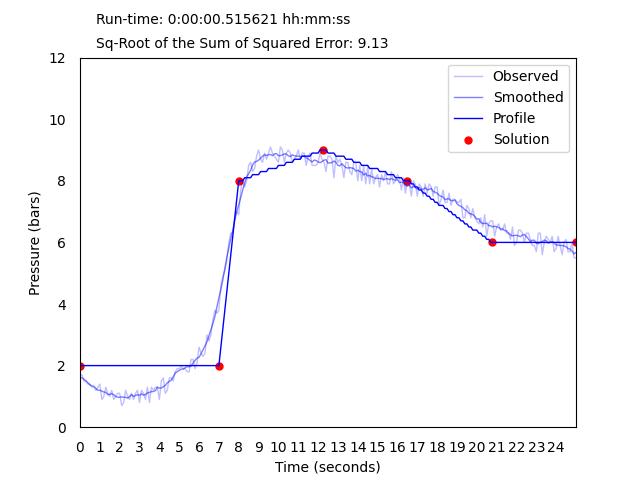 Run-time: 0:00:00.515621 hh:mm:ss
Sq-Root of the Sum of Squared Error: 9.13
12
10
8
6
4
2
0
Pressure (bars)
Observed
Smoothed
Profile
Solution
0 1 2 3 4 5 6 7 8 9 10 11 12 13 14 15 16 17 18 19 20 21 22 23 24
Time (seconds)